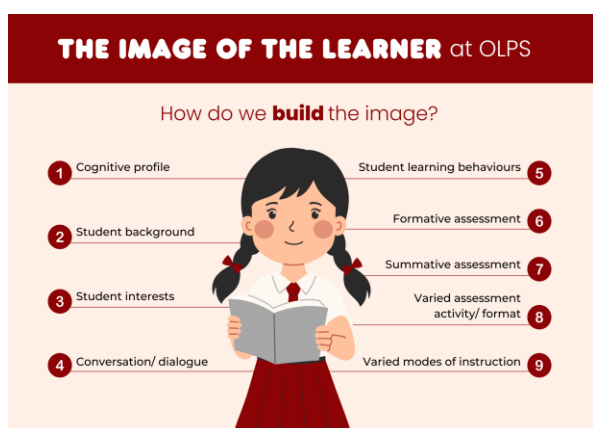 THE IMAGE OF THE LEARNER at OLPS
How do we build the image?
1 Cognitive profile
2 Student background
3 Student interests
4 Conversation/ dialogue
Student learning behaviours 5
Formative assessment 6
Summative assessment 7
Varied assessment
activity/ format 8
Varied modes of instruction 9